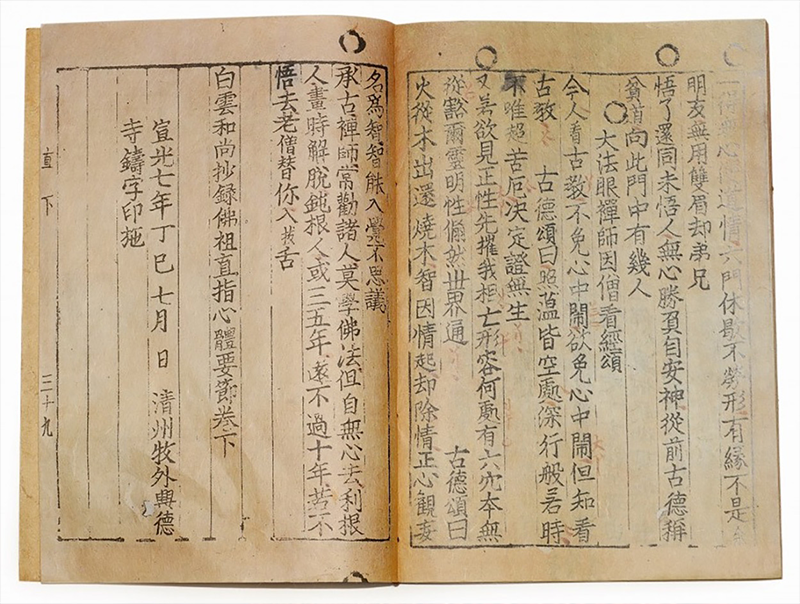 一得無心便道情六門休歇不勞形有緣不是
朋友無用雙眉却弟兄
悟了還同未悟人無心勝負自安神從前古德稱
貧道向此門中有幾人
大法眼禪師因僧看經頌
今人看古教不免心中鬧欲免心中鬧但知看
古教 古德頌曰照蘊皆空處深行般若時
不唯超苦厄決定證無生
又若欲見正性先摧我相亡形容何處有六穴本無
從豁爾靈明性翛然世界通 古德頌曰
火從木出還燒木智因情起却除情正心觀妄
名爲智智能入覺不思議
承古禪師常勸諸人莫學佛法但自無心去利根
人晝時解脫鈍根人或三五年遠不過十年若不
悟去老僧替你入拔舌
白雲和尚抄錄佛祖直指心體要節卷下
宣光七年丁巳七月 日 清州牧外興德
寺鑄字印施
直下 三十九